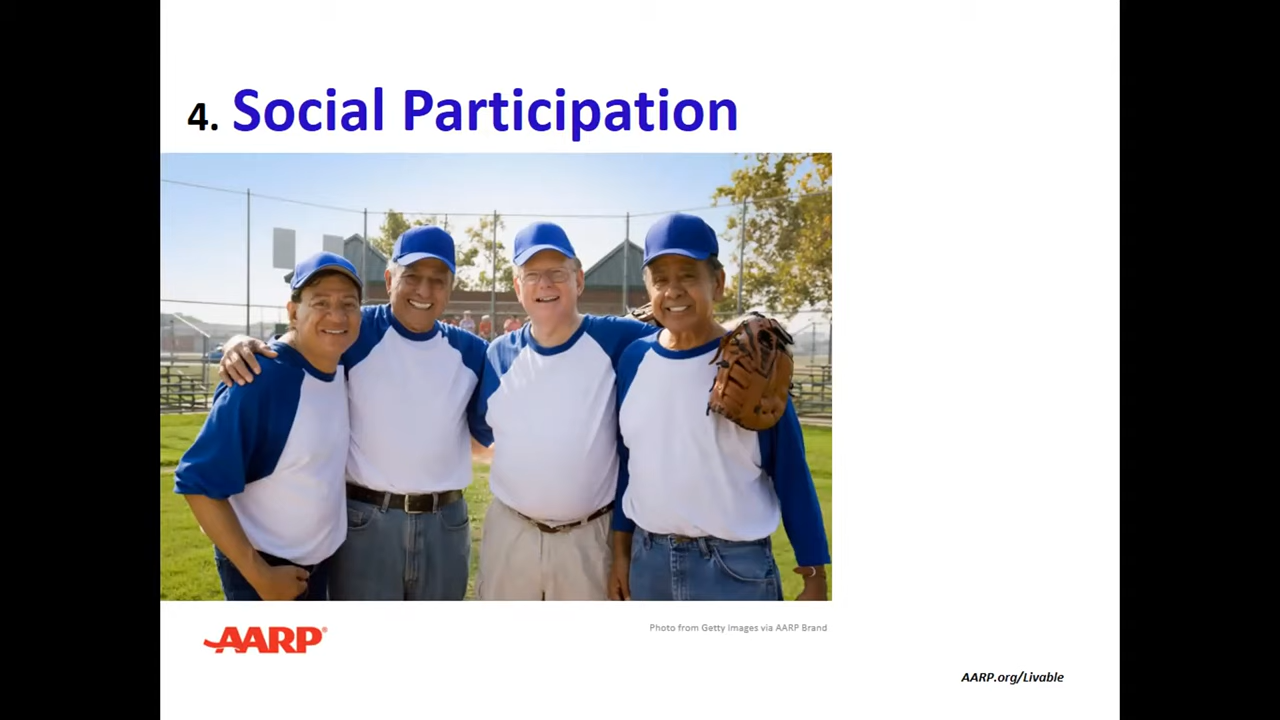 4. Social Participation
Photo from Getty Images via AARP Brand
AARP®
AARP.org/Livable